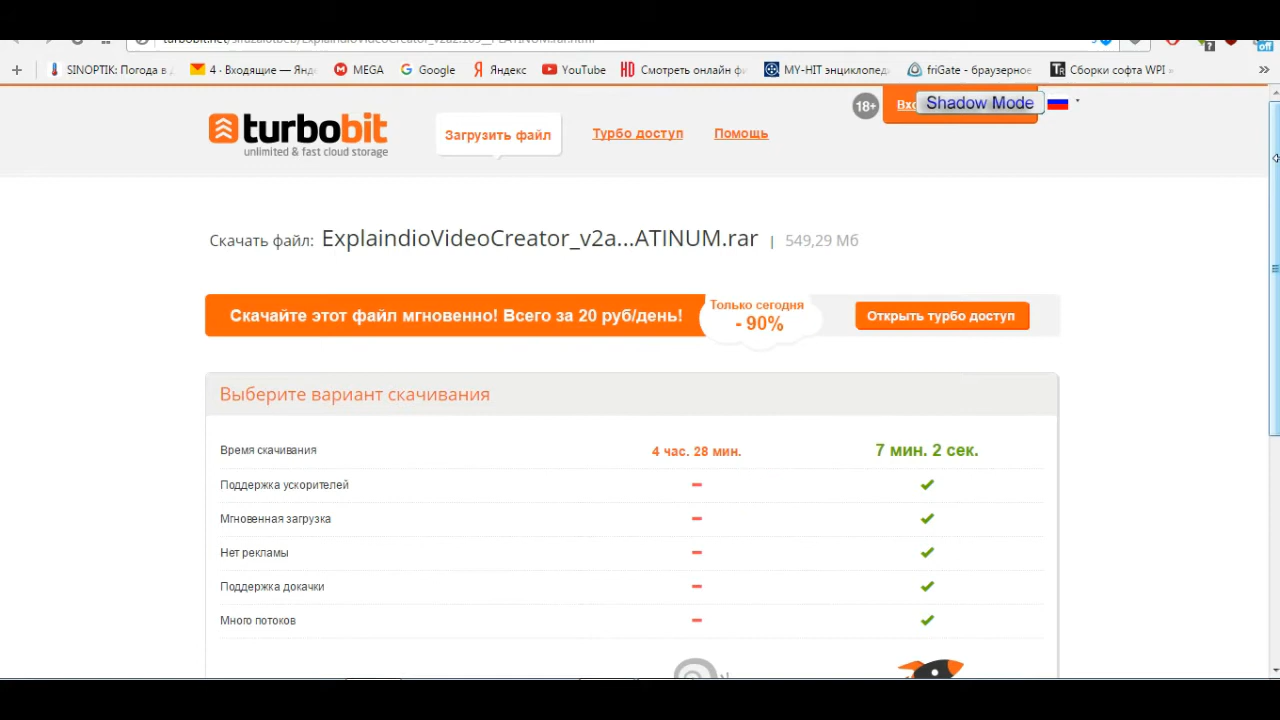 SINOPTIK: Погода в
4 · Входящие — Янд
MEGA
Google
Яндекс
YouTube
Смотреть онлайн ф
MY-HIT энциклопед
friGate - браузерное
Сборки софта WPI
turbobit
unlimited & fast cloud storage
Загрузить файл
Турбо доступ
Помощь
18+
Shadow Mode
Скачать файл: ExplaindioVideoCreator_v2a...ATINUM.rar | 549,29 Мб
Скачайте этот файл мгновенно! Всего за 20 руб/день!
Только сегодня
- 90%
Открыть турбо доступ
Выберите вариант скачивания
Время скачивания 4 час. 28 мин. 7 мин. 2 сек.
Поддержка ускорителей
Мгновенная загрузка
Нет рекламы
Поддержка докачки
Много потоков